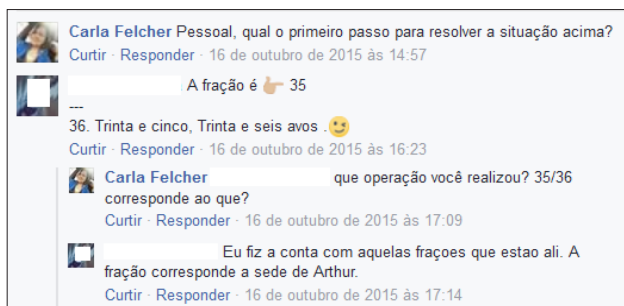 Carla Felcher Pessoal, qual o primeiro passo para resolver a situação acima?
Curtir · Responder · 16 de outubro de 2015 às 14:57
A fração é 👉 35
---
36. Trinta e cinco, Trinta e seis avos . 😉
Curtir · Responder · 16 de outubro de 2015 às 16:23
Carla Felcher que operação você realizou? 35/36
corresponde ao que?
Curtir · Responder · 16 de outubro de 2015 às 17:09
Eu fiz a conta com aquelas fraçoes que estao ali. A
fração corresponde a sede de Arthur.
Curtir · Responder · 16 de outubro de 2015 às 17:14